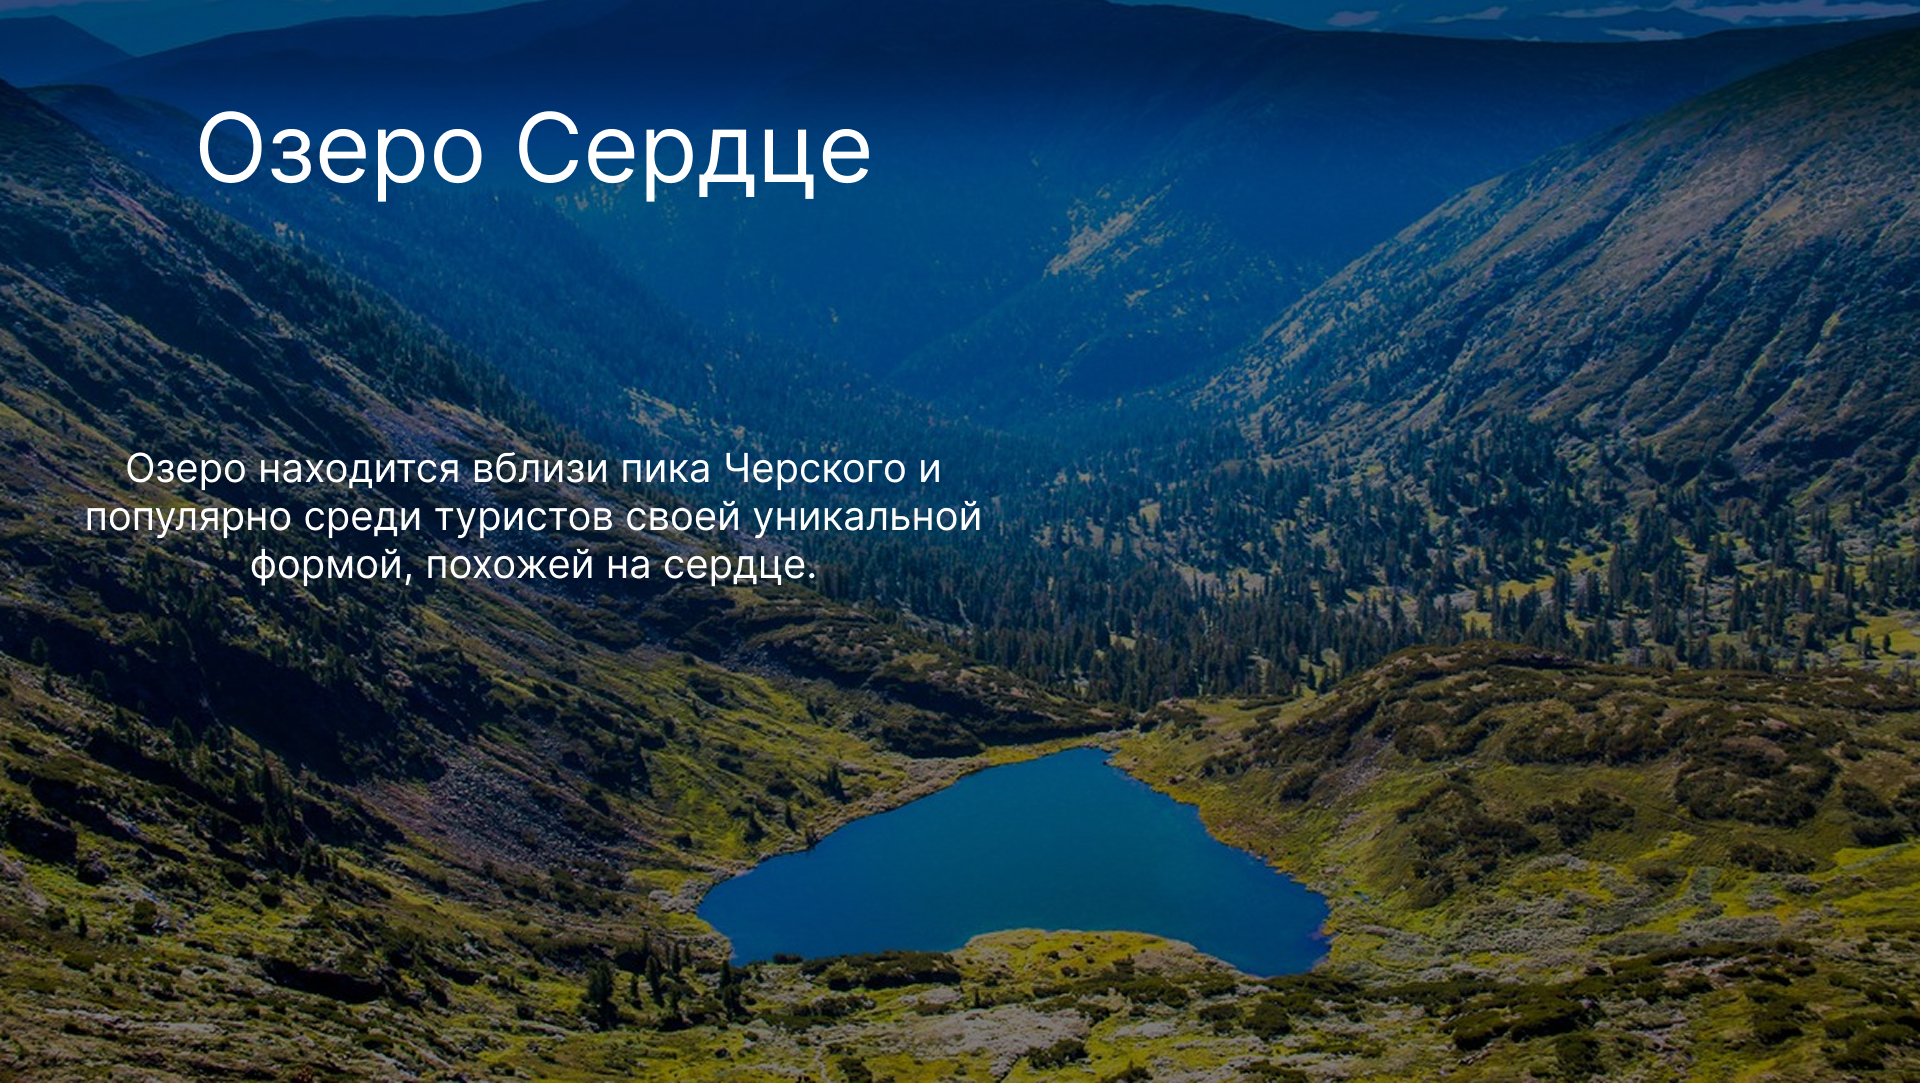 Озеро Сердце
Озеро находится вблизи пика Черского и
популярно среди туристов своей уникальной
формой, похожей на сердце.